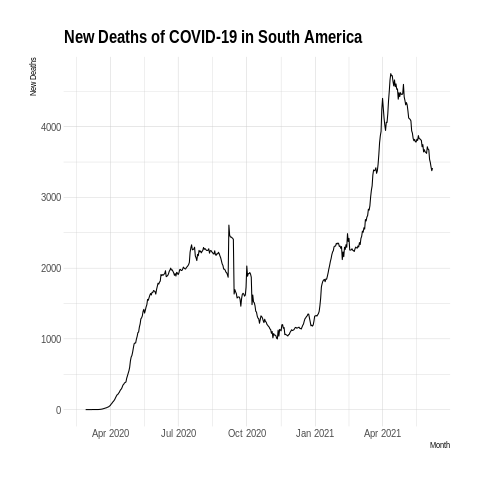 New Deaths of COVID-19 in South America
New Deaths
4000
3000
2000
1000
0
Apr 2020 Jul 2020 Oct 2020 Jan 2021 Apr 2021
Month